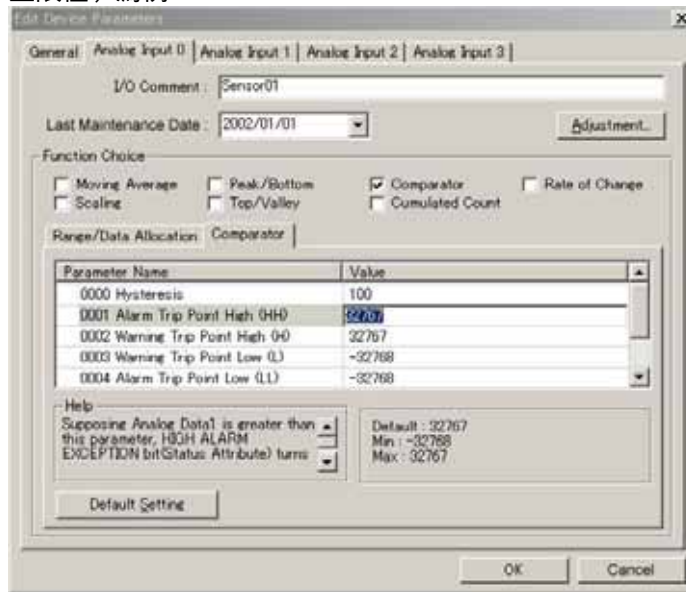 Edit Device Parameters
General Analog Input 0 Analog Input 1 Analog Input 2 Analog Input 3
I/O Comment : Sensor01
Last Maintenance Date : 2002/01/01 Adjustment...
Function Choice
Moving Average Peak/Bottom Comparator Rate of Change
Scaling Top/Valley Cumulated Count
Range/Data Allocation Comparator
Parameter Name Value
0000 Hysteresis 100
0001 Alarm Trip Point High (HH) 32767
0002 Warning Trip Point High (H) 32767
0003 Warning Trip Point Low (L) -32768
0004 Alarm Trip Point Low (LL) -32768
Help
Supposing Analog Data1 is greater than
this parameter, HIGH ALARM
EXCEPTION bit(Status Attribute) turns
Default : 32767
Min : -32768
Max : 32767
Default Setting
OK Cancel